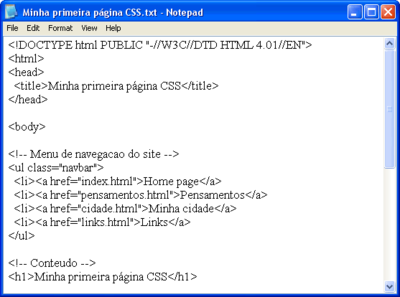 Minha primeira página CSS.txt - Notepad
File Edit Format View Help
<!DOCTYPE html PUBLIC "-//W3C//DTD HTML 4.01//EN">
<html>
<head>
  <title>Minha primeira página CSS</title>
</head>

<body>

<!-- Menu de navegacao do site -->
<ul class="navbar">
  <li><a href="index.html">Home page</a>
  <li><a href="pensamentos.html">Pensamentos</a>
  <li><a href="cidade.html">Minha cidade</a>
  <li><a href="links.html">Links</a>
</ul>

<!-- Conteudo -->
<h1>Minha primeira página CSS</h1>